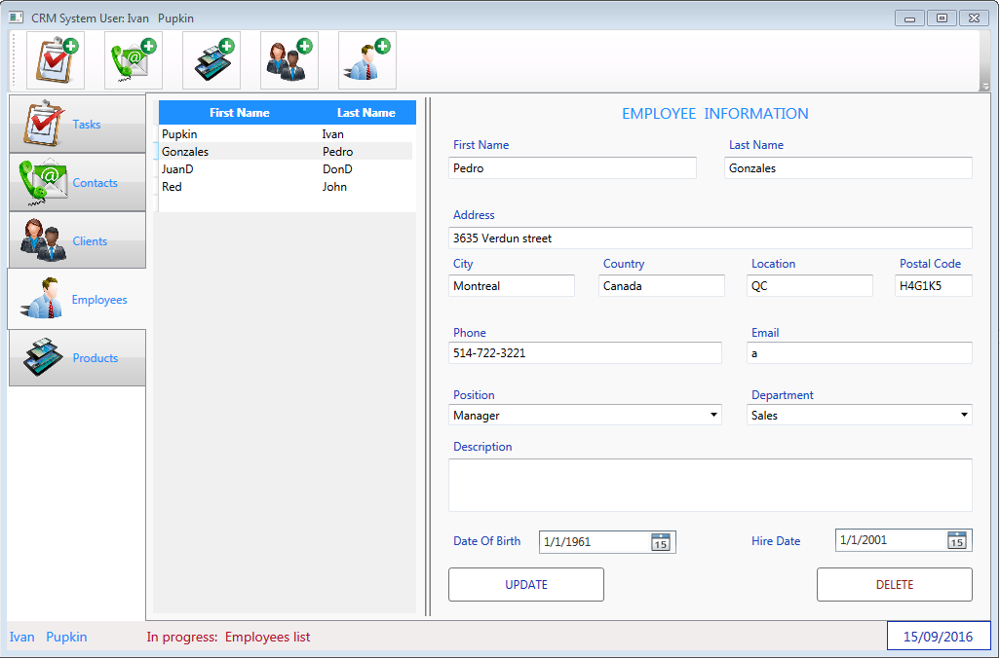 CRM System User: Ivan Pupkin
Tasks
Contacts
Clients
Employees
Products
First Name Last Name
Pupkin Ivan
Gonzales Pedro
JuanD DonD
Red John
EMPLOYEE INFORMATION
First Name Last Name
Pedro Gonzales
Address
3635 Verdun street
City Country Location Postal Code
Montreal Canada QC H4G1K5
Phone Email
514-722-3221 a
Position Department
Manager Sales
Description
Date Of Birth 1/1/1961 15 Hire Date 1/1/2001 15
UPDATE DELETE
Ivan Pupkin In progress: Employees list 15/09/2016